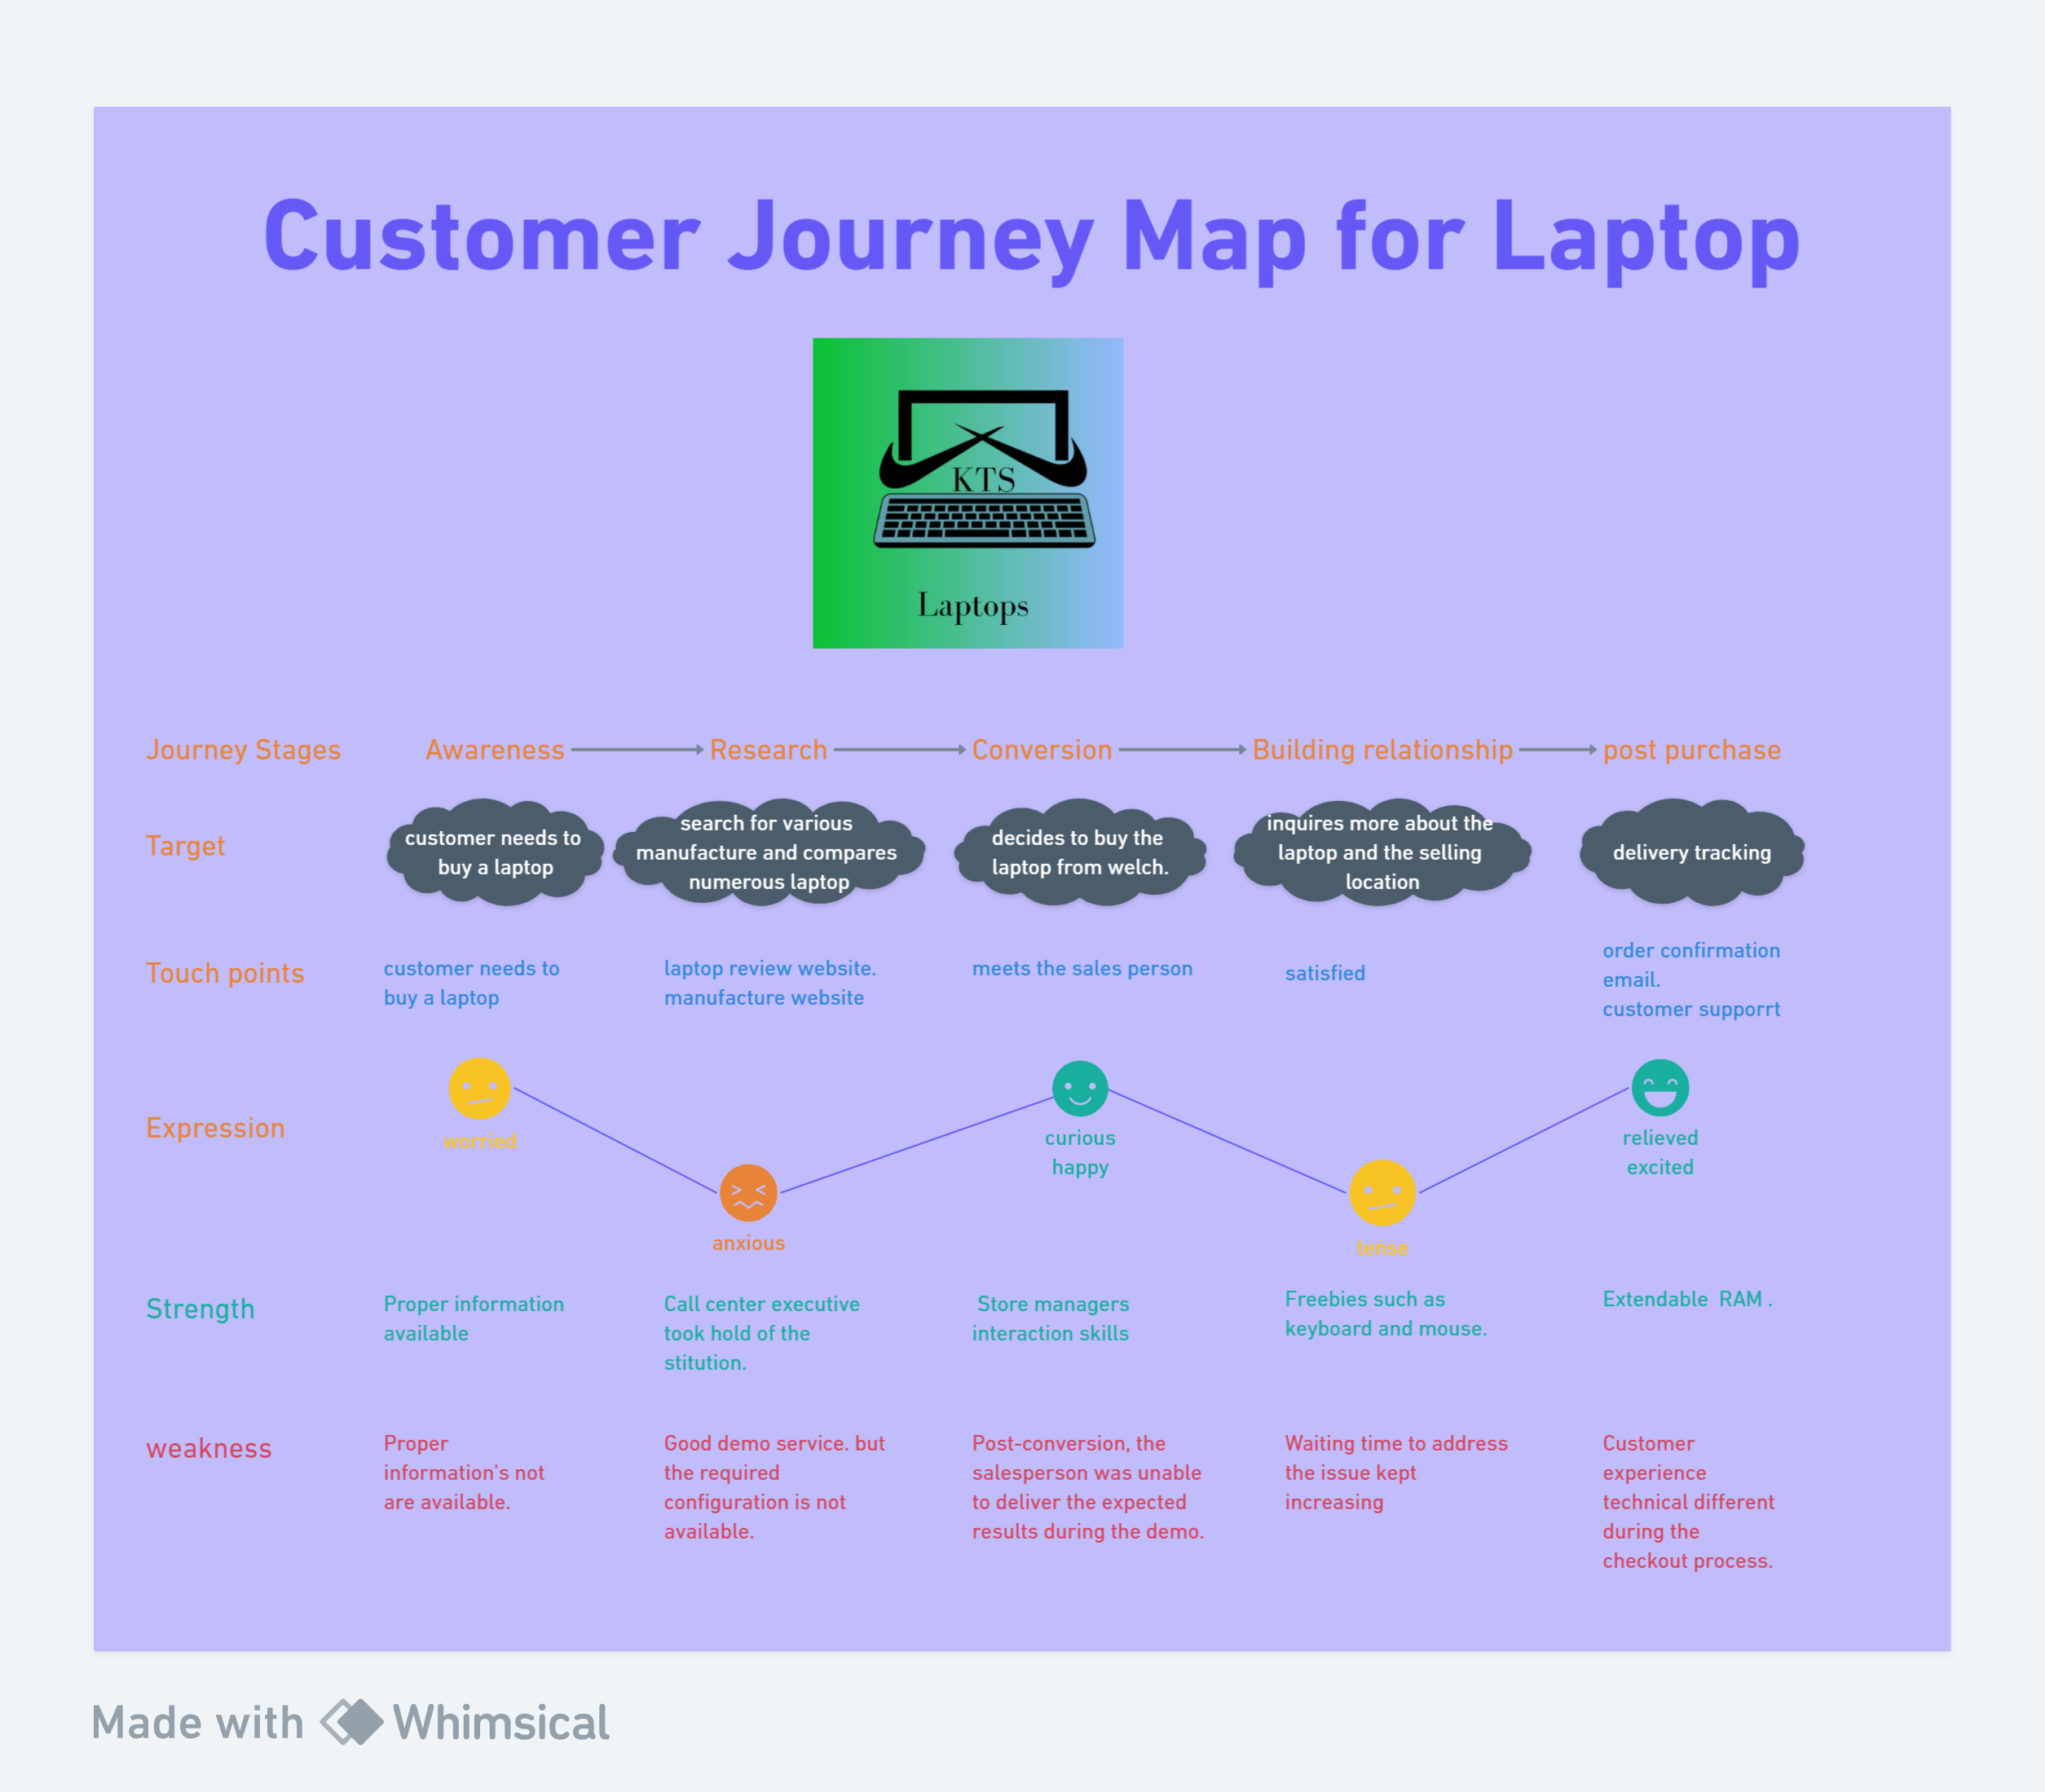 Customer Journey Map for Laptop
KTS
Laptops
Journey Stages
Awareness
Research
Conversion
Building relationship
post purchase
Target
customer needs to
buy a laptop
search for various
manufacture and compares
numerous laptop
decides to buy the
laptop from welch.
inquires more about the
laptop and the selling
location
delivery tracking
Touch points
customer needs to
buy a laptop
laptop review website.
manufacture website
meets the sales person
satisfied
order confirmation
email.
customer supporrt
Expression
worried
anxious
curious
happy
tense
relieved
excited
Strength
Proper information
available
Call center executive
took hold of the
stitution.
Store managers
interaction skills
Freebies such as
keyboard and mouse.
Extendable  RAM .
weakness
Proper
information's not
are available.
Good demo service. but
the required
configuration is not
available.
Post-conversion, the
salesperson was unable
to deliver the expected
results during the demo.
Waiting time to address
the issue kept
increasing
Customer
experience
technical different
during the
checkout process.
Made with Whimsical